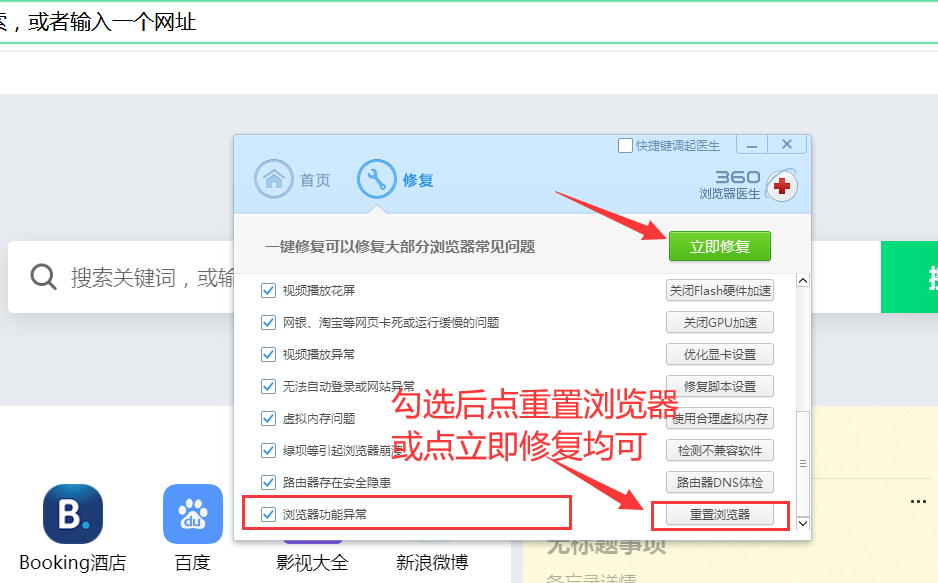 ，或者输入一个网址
快捷键调起医生
首页
修复
360
浏览器医生
一键修复可以修复大部分浏览器常见问题
立即修复
搜索关键词，或输
视频播放花屏
关闭Flash硬件加速
网银、淘宝等网页卡死或运行缓慢的问题
关闭GPU加速
视频播放异常
优化显卡设置
无法自动登录或网站异常
修复脚本设置
勾选后点重置浏览器
虚拟内存问题
使用合理虚拟内存
或点立即修复均可
绿坝等引起浏览器崩溃
检测不兼容软件
路由器存在安全隐患
路由器DNS体检
浏览器功能异常
重置浏览器
B.
du
Booking酒店
百度
影视大全
新浪微博
无标题事项
备忘录详情